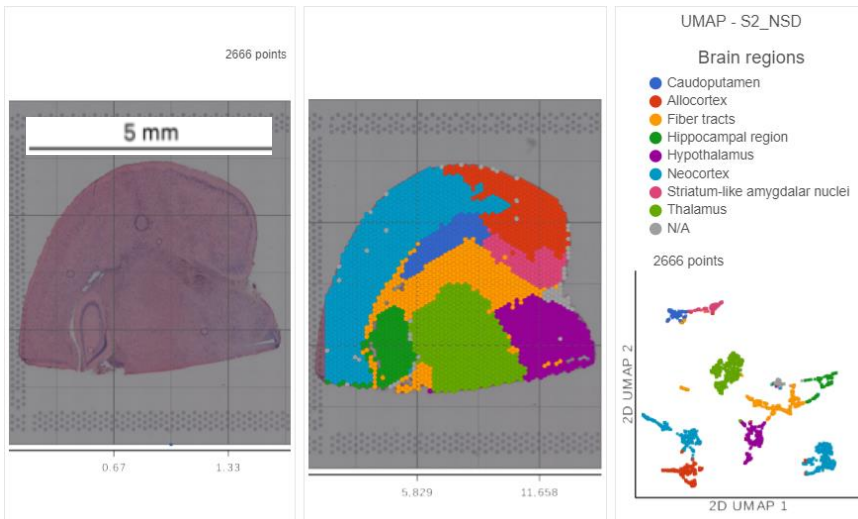 2666 points
5 mm
0.67
1.33
5.829
11.658
UMAP - S2_NSD
Brain regions
Caudoputamen
Allocortex
Fiber tracts
Hippocampal region
Hypothalamus
Neocortex
Striatum-like amygdalar nuclei
Thalamus
N/A
2666 points
2D UMAP 2
2D UMAP 1